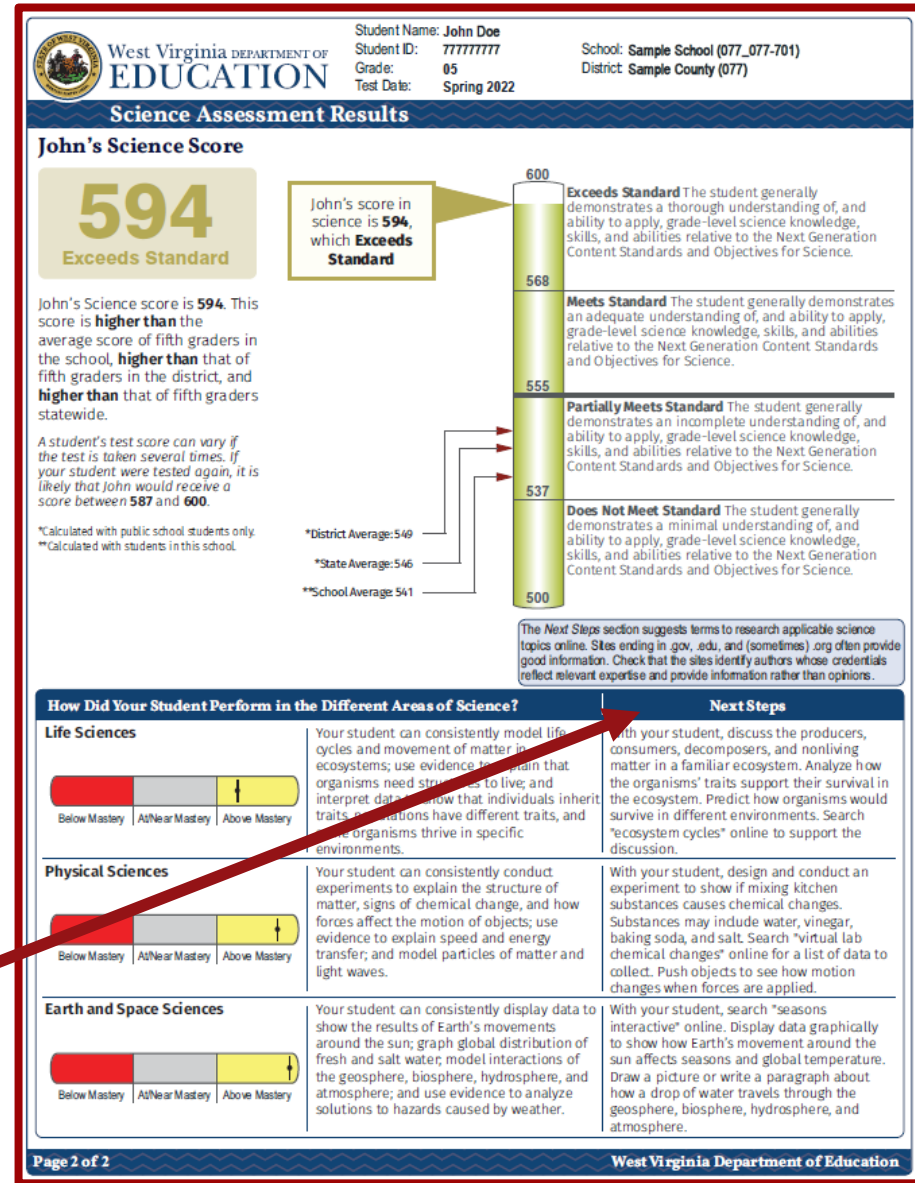 West Virginia DEPARTMENT OF
EDUCATION
Student Name: John Doe
Student ID: 777777777
Grade: 05
Test Date: Spring 2022
School: Sample School (077_077-701)
District: Sample County (077)
Science Assessment Results
John's Science Score
594
Exceeds Standard
John's Science score is 594. This
score is higher than the
average score of fifth graders in
the school, higher than that of
fifth graders in the district, and
higher than that of fifth graders
statewide.
A student's test score can vary if
the test is taken several times. If
your student were tested again, it is
likely that John would receive a
score between 587 and 600.
*Calculated with public school students only.
**Calculated with students in this school.
John's score in
science is 594,
which Exceeds
Standard
600
Exceeds Standard The student generally
demonstrates a thorough understanding of, and
ability to apply, grade-level science knowledge,
skills, and abilities relative to the Next Generation
Content Standards and Objectives for Science.
568
Meets Standard The student generally demonstrates
an adequate understanding of, and ability to apply,
grade-level science knowledge, skills, and abilities
relative to the Next Generation Content Standards
and Objectives for Science.
555
Partially Meets Standard The student generally
demonstrates an incomplete understanding of, and
ability to apply, grade-level science knowledge,
skills, and abilities relative to the Next Generation
Content Standards and Objectives for Science.
537
Does Not Meet Standard The student generally
demonstrates a minimal understanding of, and
ability to apply, grade-level science knowledge,
skills, and abilities relative to the Next Generation
Content Standards and Objectives for Science.
500
*District Average: 549
*State Average: 546
**School Average: 541
The Next Steps section suggests terms to research applicable science
topics online. Sites ending in .gov, .edu, and (sometimes) .org often provide
good information. Check that the sites identify authors whose credentials
reflect relevant expertise and provide information rather than opinions.
How Did Your Student Perform in the Different Areas of Science?
Next Steps
Life Sciences
Below Mastery At/Near Mastery Above Mastery
Your student can consistently model life
cycles and movement of matter in
ecosystems; use evidence to explain that
organisms need structures to live; and
interpret data to show that individuals inherit
traits, populations have different traits, and
organisms thrive in specific
environments.
With your student, discuss the producers,
consumers, decomposers, and nonliving
matter in a familiar ecosystem. Analyze how
the organisms' traits support their survival in
the ecosystem. Predict how organisms would
survive in different environments. Search
"ecosystem cycles" online to support the
discussion.
Physical Sciences
Below Mastery At/Near Mastery Above Mastery
Your student can consistently conduct
experiments to explain the structure of
matter, signs of chemical change, and how
forces affect the motion of objects; use
evidence to explain speed and energy
transfer; and model particles of matter and
light waves.
With your student, design and conduct an
experiment to show if mixing kitchen
substances causes chemical changes.
Substances may include water, vinegar,
baking soda, and salt. Search "virtual lab
chemical changes" online for a list of data to
collect. Push objects to see how motion
changes when forces are applied.
Earth and Space Sciences
Below Mastery At/Near Mastery Above Mastery
Your student can consistently display data to
show the results of Earth's movements
around the sun; graph global distribution of
fresh and salt water; model interactions of
the geosphere, biosphere, hydrosphere, and
atmosphere; and use evidence to analyze
solutions to hazards caused by weather.
With your student, search "seasons
interactive" online. Display data graphically
to show how Earth's movement around the
sun affects seasons and global temperature.
Draw a picture or write a paragraph about
how a drop of water travels through the
geosphere, biosphere, hydrosphere, and
atmosphere.
Page 2 of 2
West Virginia Department of Education